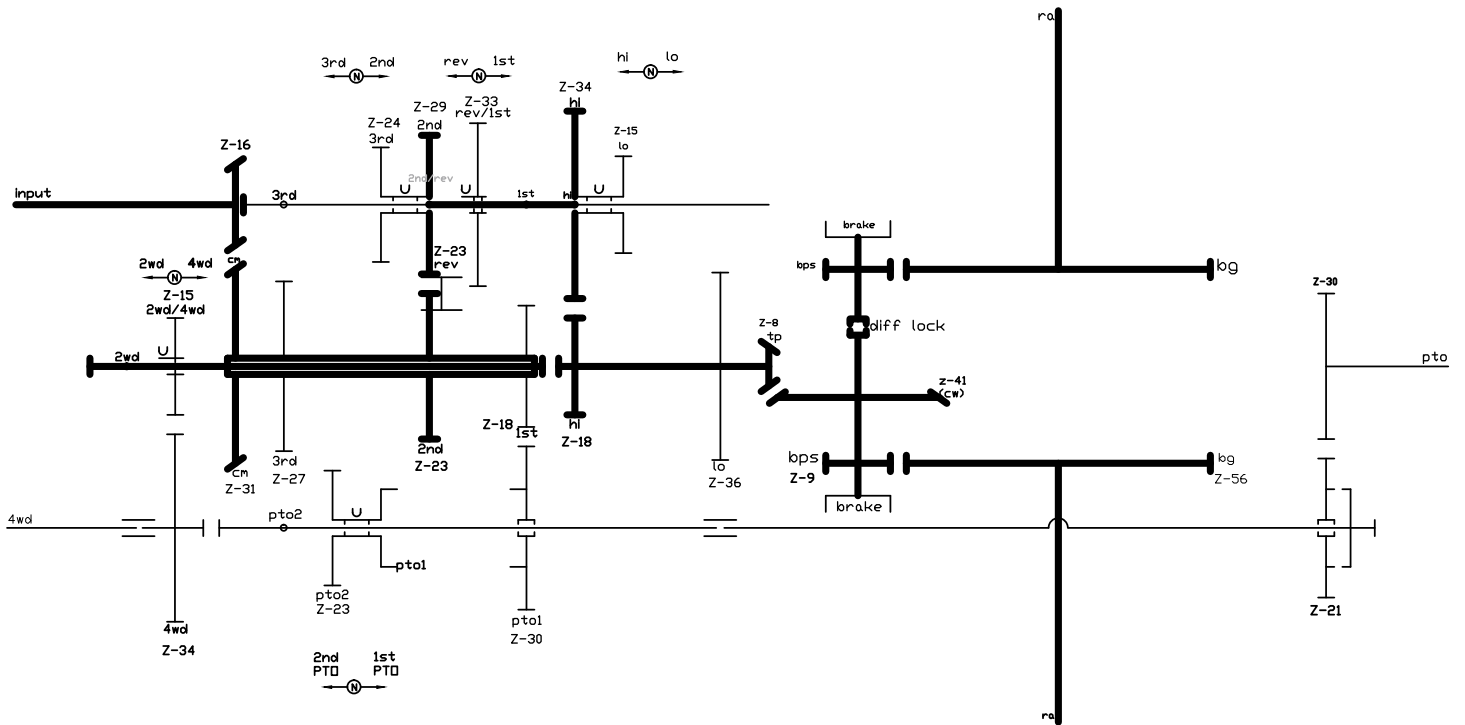 ra
3rd 2nd
N
rev 1st
N
hi lo
N
Z-34
hi
Z-29
2nd
Z-33
rev/1st
Z-24
3rd
Z-15
lo
Z-16
2nd/rev
U
U
U
input
3rd
1st
hi
brake
Z-23
rev
cm
2wd 4wd
N
bps
bg
Z-15
2wd/4wd
Z-30
Z-8
tp
diff lock
U
2wd
pto
z-41
(cw)
Z-18
1st
hi
Z-18
2nd
Z-23
3rd
Z-27
cm
Z-31
lo
Z-36
bps
Z-9
bg
Z-56
brake
4wd
pto2
U
pto1
pto2
Z-23
pto1
Z-30
Z-21
4wd
Z-34
2nd 1st
PTO PTO
N
ra